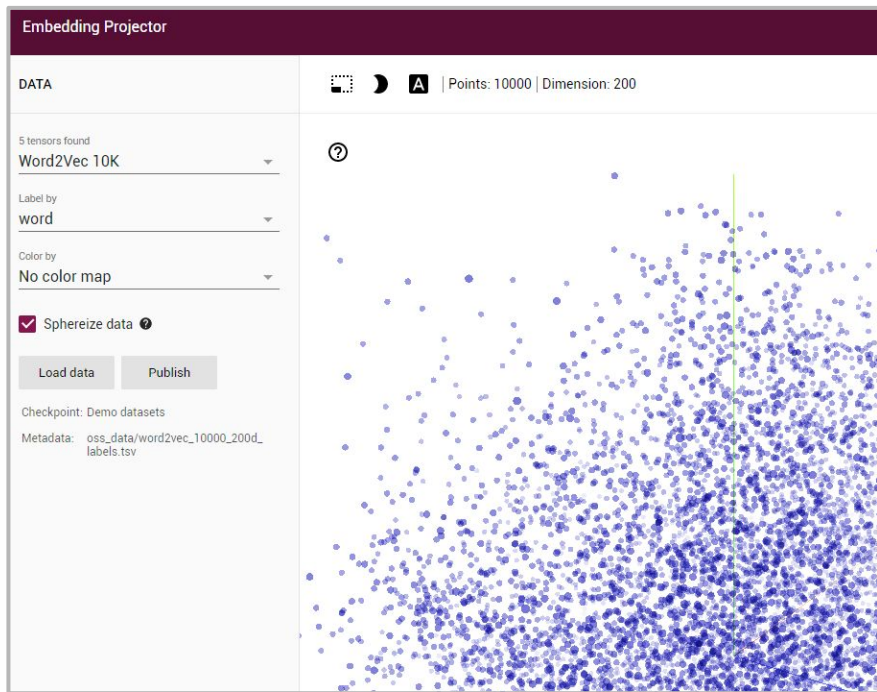 Embedding Projector
DATA
A
Points: 10000
Dimension: 200
5 tensors found
Word2Vec 10K
Label by
word
Color by
No color map
Sphereize data
Load data
Publish
Checkpoint: Demo datasets
Metadata: oss_data/word2vec_10000_200d_
labels.tsv